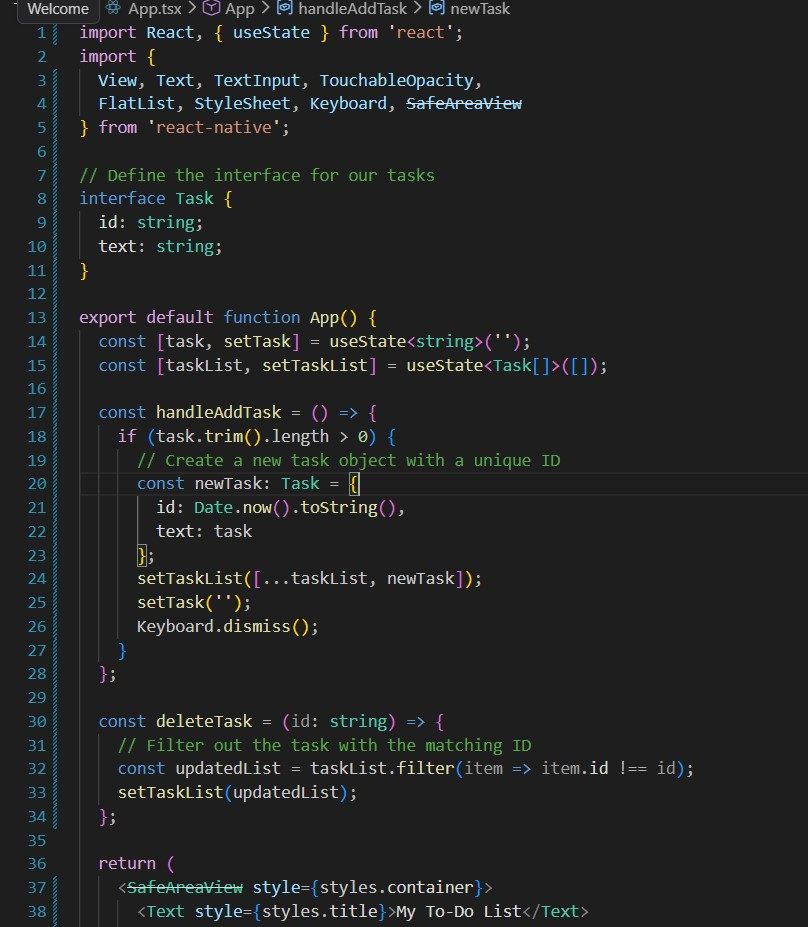 Welcome App.tsx > App > handleAddTask > newTask
1 import React, { useState } from 'react';
2 import {
3 View, Text, TextInput, TouchableOpacity,
4 FlatList, StyleSheet, Keyboard, SafeAreaView
5 } from 'react-native';
6
7 // Define the interface for our tasks
8 interface Task {
9 id: string;
10 text: string;
11 }
12
13 export default function App() {
14 const [task, setTask] = useState<string>('');
15 const [taskList, setTaskList] = useState<Task[]>([]);
16
17 const handleAddTask = () => {
18 if (task.trim().length > 0) {
19 // Create a new task object with a unique ID
20 const newTask: Task = {
21 id: Date.now().toString(),
22 text: task
23 };
24 setTaskList([...taskList, newTask]);
25 setTask('');
26 Keyboard.dismiss();
27 }
28 };
29
30 const deleteTask = (id: string) => {
31 // Filter out the task with the matching ID
32 const updatedList = taskList.filter(item => item.id !== id);
33 setTaskList(updatedList);
34 };
35
36 return (
37 <SafeAreaView style={styles.container}>
38 <Text style={styles.title}>My To-Do List</Text>